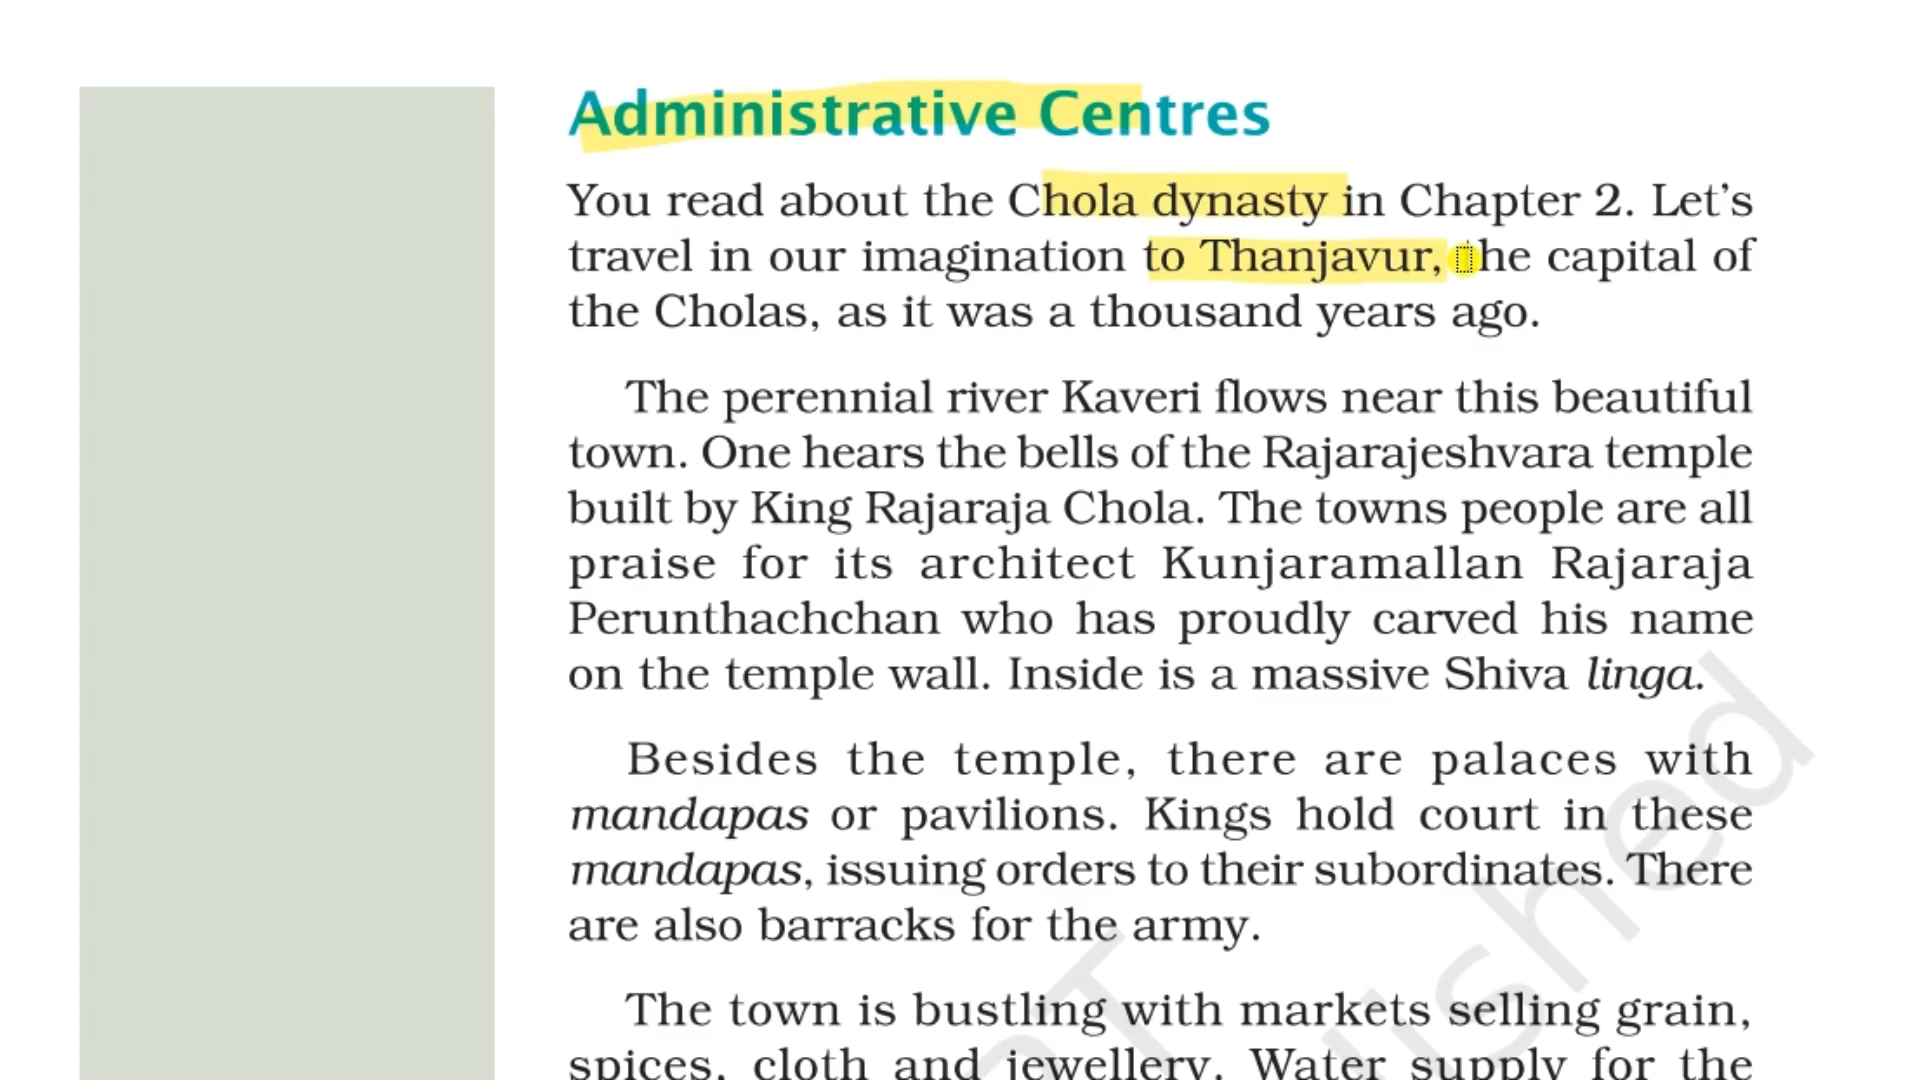 Administrative Centres
You read about the Chola dynasty in Chapter 2. Let’s
travel in our imagination to Thanjavur, the capital of
the Cholas, as it was a thousand years ago.
The perennial river Kaveri flows near this beautiful
town. One hears the bells of the Rajarajeshvara temple
built by King Rajaraja Chola. The towns people are all
praise for its architect Kunjaramallan Rajaraja
Perunthachchan who has proudly carved his name
on the temple wall. Inside is a massive Shiva linga.
Besides the temple, there are palaces with
mandapas or pavilions. Kings hold court in these
mandapas, issuing orders to their subordinates. There
are also barracks for the army.
The town is bustling with markets selling grain,
spices, cloth and jewellery. Water supply for the